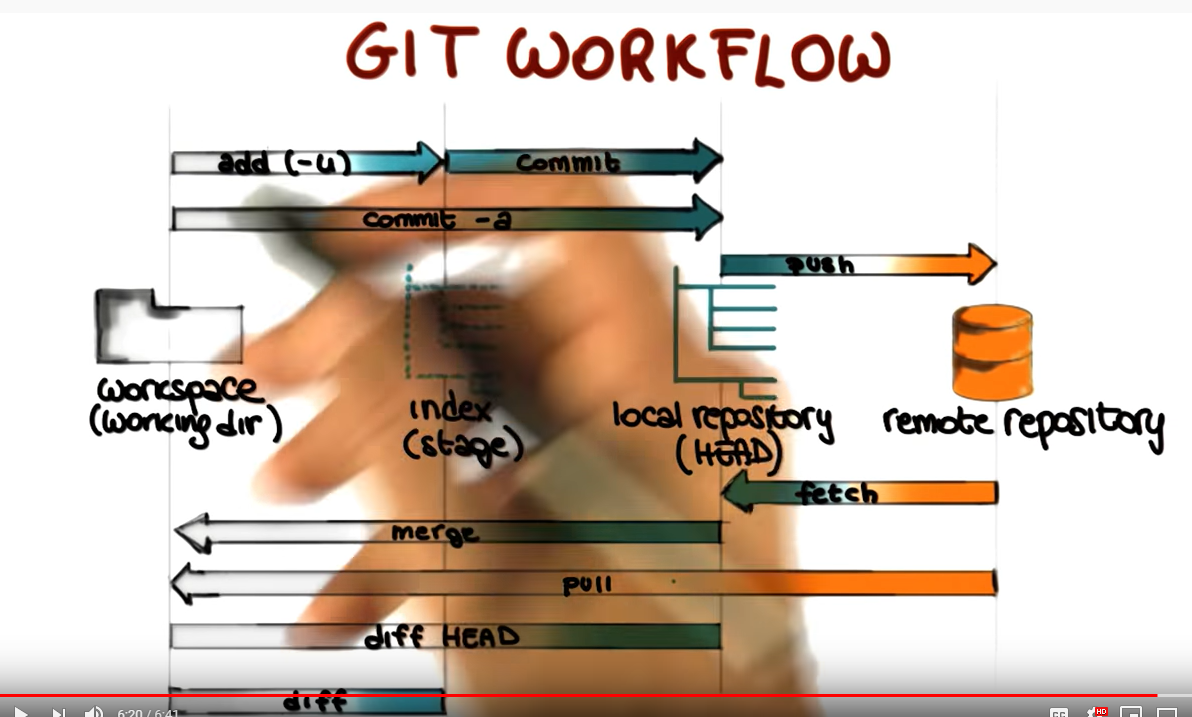 GIT WORKFLOW
add (-u)
commit
commit -a
push
workspace
(working dir)
index
(stage)
local repository
(HEAD)
remote repository
fetch
merge
pull
diff HEAD
diff
6:20 / 6:41
CC
HD